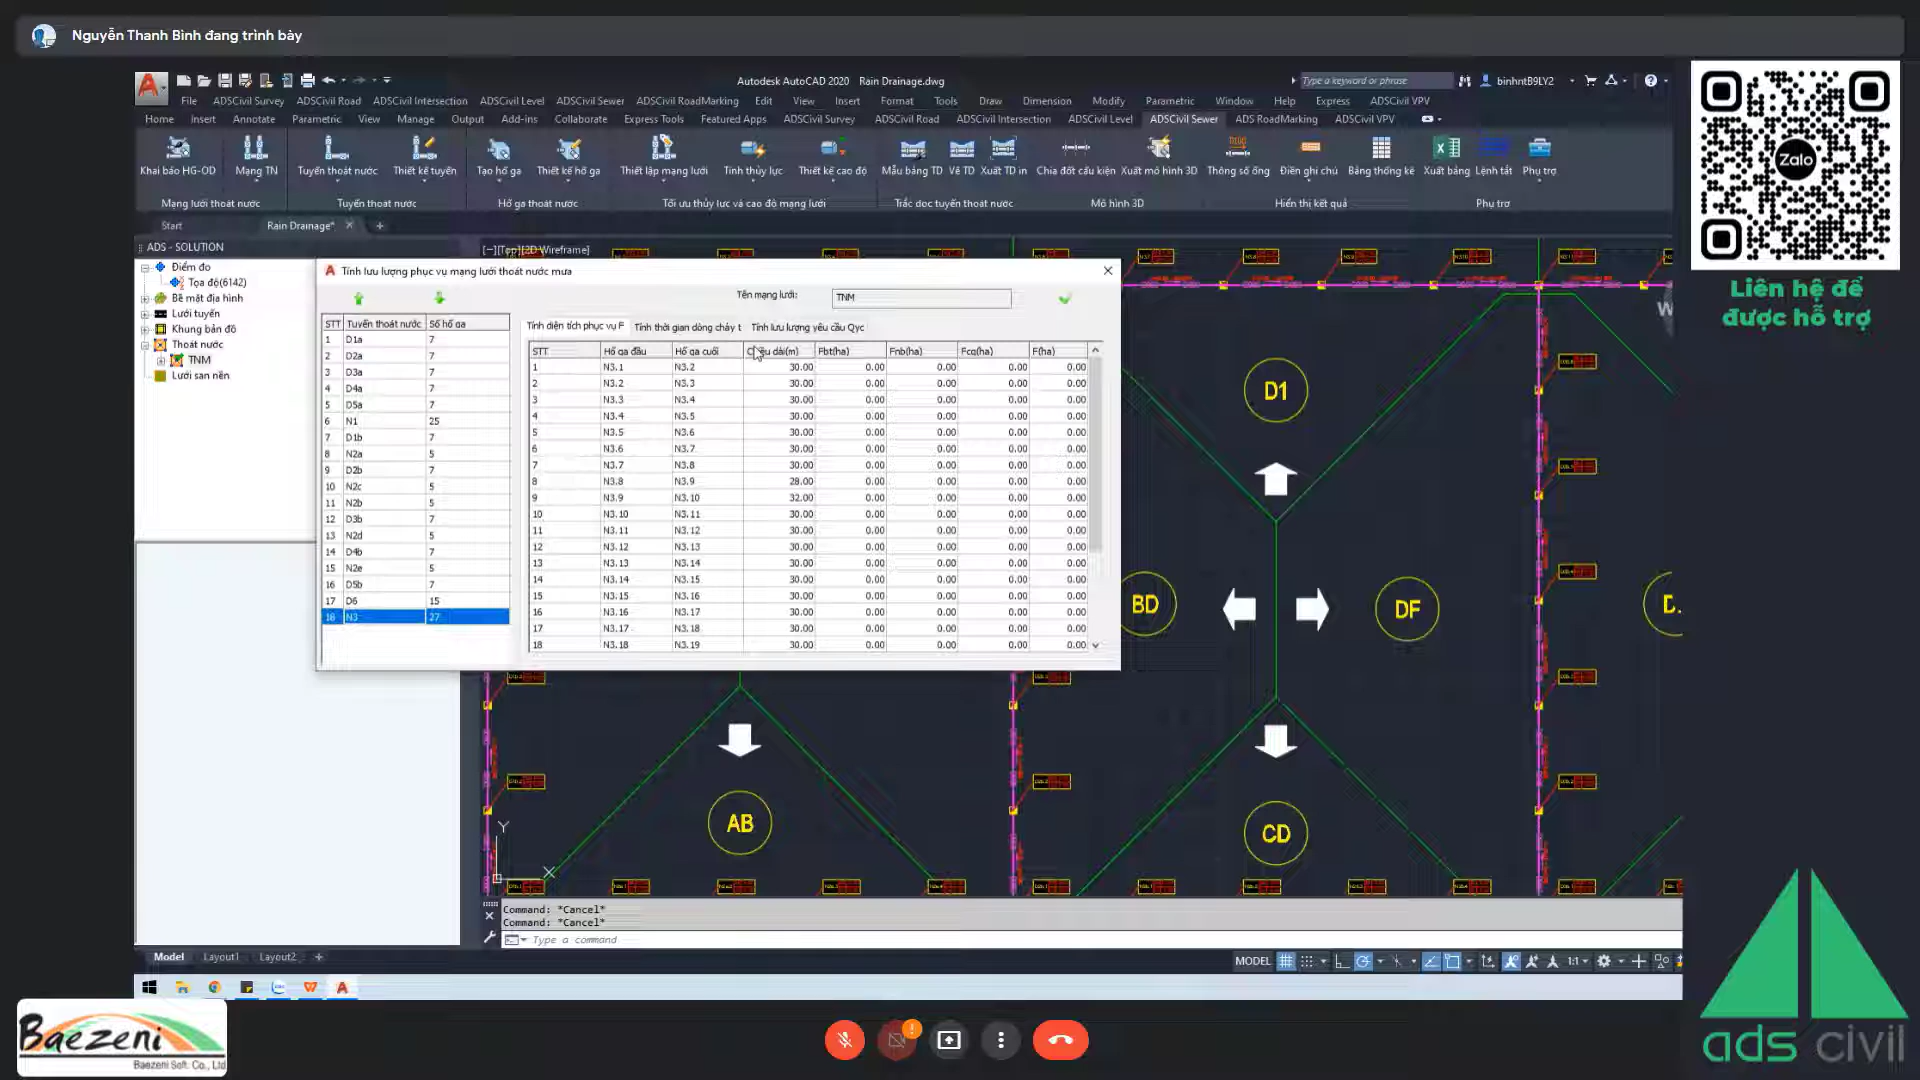 Nguyễn Thanh Bình đang trình bày
Autodesk AutoCAD 2020 Rain Drainage.dwg
Type a keyword or phrase
binhntB9LY2
File ADSCivil Survey ADSCivil Road ADSCivil Intersection ADSCivil Level ADSCivil Sewer ADSCivil RoadMarking Edit View Insert Format Tools Draw Dimension Modify Parametric Window Help Express ADSCivil VPV
Home Insert Annotate Parametric View Manage Output Add-ins Collaborate Express Tools Featured Apps ADSCivil Survey ADSCivil Road ADSCivil Intersection ADSCivil Level ADSCivil Sewer ADS RoadMarking ADSCivil VPV
Khai báo HG-OD Mạng TN Tuyến thoát nước Thiết kế tuyến Tạo hố ga Thiết kế hố ga Thiết lập mạng lưới Tính thủy lực Thiết kế cao độ Mẫu bảng TD Vẽ TD Xuất TD in Chia đốt cấu kiện Xuất mô hình 3D Thông số ống Điền ghi chú Bảng thống kê Xuất bảng Lệnh tắt Phụ trợ
Mạng lưới thoát nước Tuyến thoát nước Hố ga thoát nước Tối ưu thủy lực và cao độ mạng lưới Trắc dọc tuyến thoát nước Mô hình 3D Hiển thị kết quả Phụ trợ
Start Rain Drainage*
ADS - SOLUTION
Điểm đo
Tọa độ(6142)
Bề mặt địa hình
Lưới tuyến
Khung bản đồ
Thoát nước
TNM
Lưới san nền
[−][Top][2D Wireframe]
Tính lưu lượng phục vụ mạng lưới thoát nước mưa
Tên mạng lưới: TNM
STT Tuyến thoát nước Số hố ga
1 D1a 7
2 D2a 7
3 D3a 7
4 D4a 7
5 D5a 7
6 N1 25
7 D1b 7
8 N2a 5
9 D2b 7
10 N2c 5
11 N2b 5
12 D3b 7
13 N2d 5
14 D4b 7
15 N2e 5
16 D5b 7
17 D6 15
18 N3 27
Tính diện tích phục vụ F Tính thời gian dòng chảy t Tính lưu lượng yêu cầu Qyc
STT Hố ga đầu Hố ga cuối Chiều dài(m) Fbt(ha) Fnb(ha) Fcq(ha) F(ha)
1 N3.1 N3.2 30.00 0.00 0.00 0.00 0.00
2 N3.2 N3.3 30.00 0.00 0.00 0.00 0.00
3 N3.3 N3.4 30.00 0.00 0.00 0.00 0.00
4 N3.4 N3.5 30.00 0.00 0.00 0.00 0.00
5 N3.5 N3.6 30.00 0.00 0.00 0.00 0.00
6 N3.6 N3.7 30.00 0.00 0.00 0.00 0.00
7 N3.7 N3.8 30.00 0.00 0.00 0.00 0.00
8 N3.8 N3.9 28.00 0.00 0.00 0.00 0.00
9 N3.9 N3.10 32.00 0.00 0.00 0.00 0.00
10 N3.10 N3.11 30.00 0.00 0.00 0.00 0.00
11 N3.11 N3.12 30.00 0.00 0.00 0.00 0.00
12 N3.12 N3.13 30.00 0.00 0.00 0.00 0.00
13 N3.13 N3.14 30.00 0.00 0.00 0.00 0.00
14 N3.14 N3.15 30.00 0.00 0.00 0.00 0.00
15 N3.15 N3.16 30.00 0.00 0.00 0.00 0.00
16 N3.16 N3.17 30.00 0.00 0.00 0.00 0.00
17 N3.17 N3.18 30.00 0.00 0.00 0.00 0.00
18 N3.18 N3.19 30.00 0.00 0.00 0.00 0.00
D1
BD
DF
AB
CD
Y
X
W
Command: *Cancel*
Command: *Cancel*
Type a command
Model Layout1 Layout2
MODEL
1:1
Zalo
Liên hệ để
được hỗ trợ
Baezeni
Baezeni Soft. Co., Ltd
ads civil